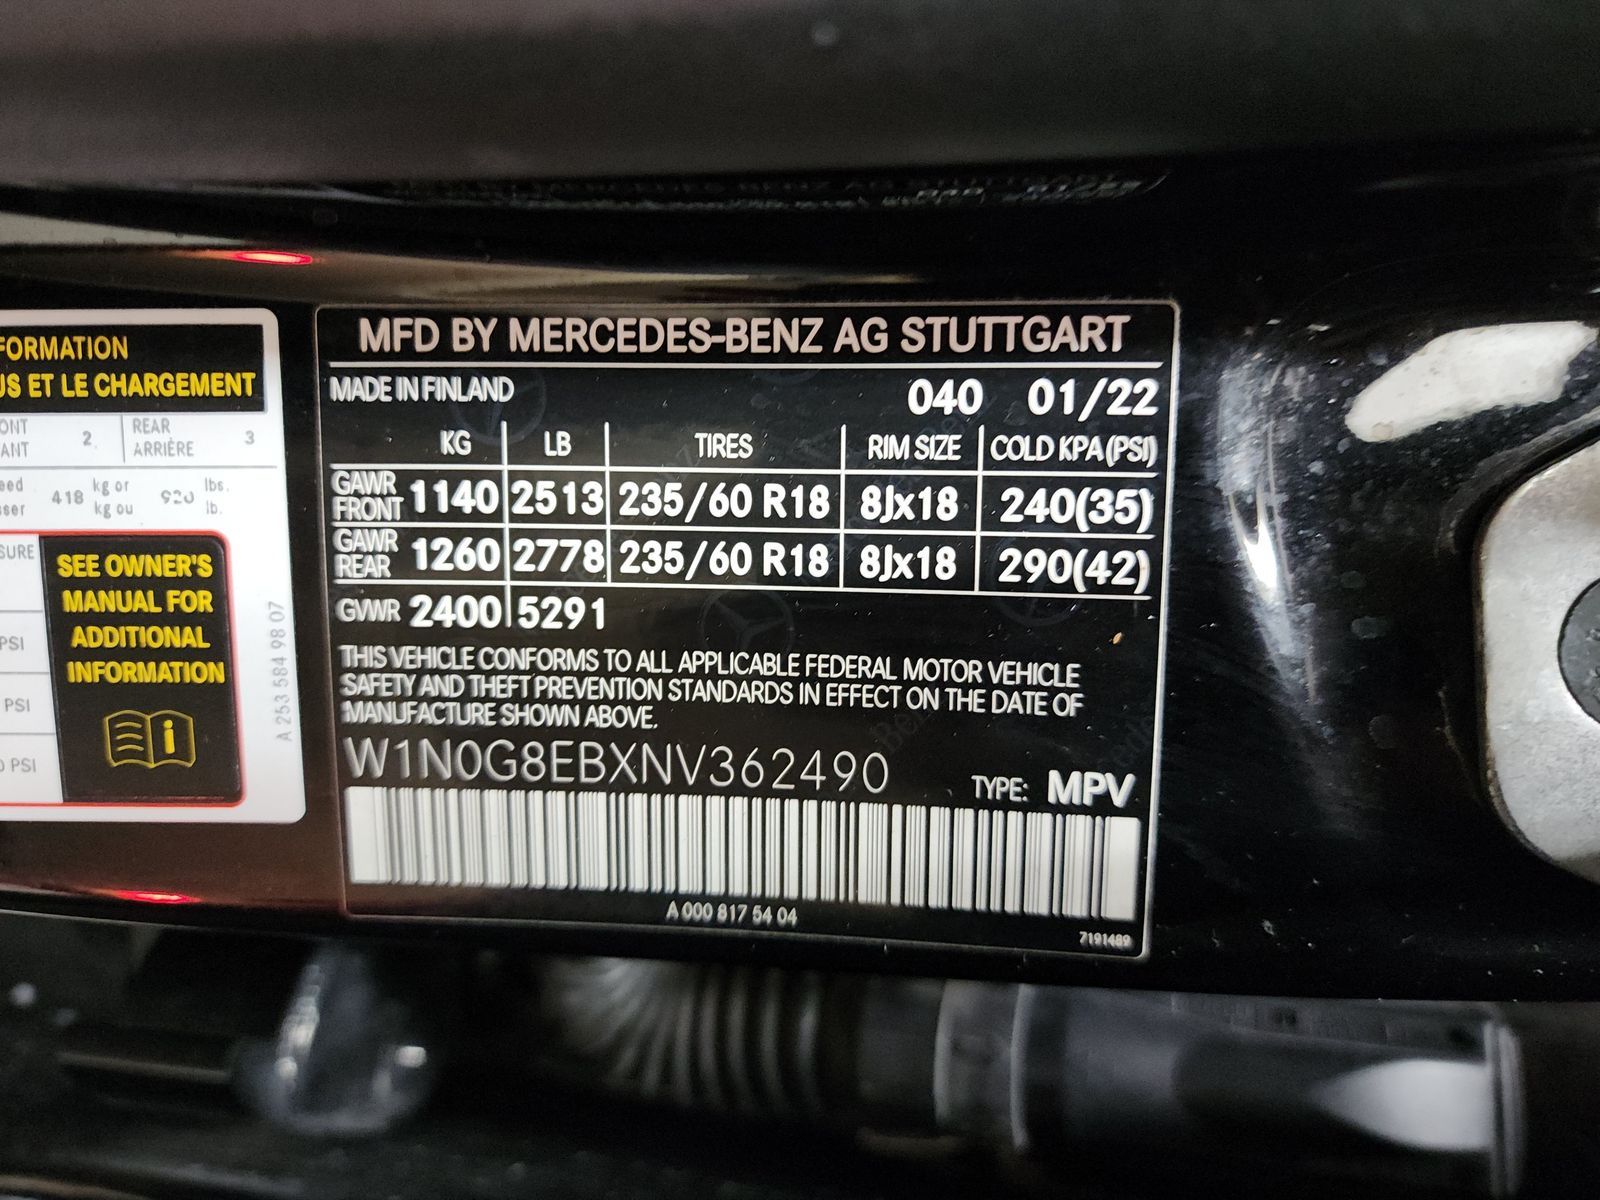 FORMATION
US ET LE CHARGEMENT
2
REAR
ARRIÈRE
3
418
kg or
kg ou
920
lbs.
lb.
PSI
PSI
PSI
SEE OWNER'S
MANUAL FOR
ADDITIONAL
INFORMATION
A 253 584 98 07
MFD BY MERCEDES-BENZ AG STUTTGART
MADE IN FINLAND 040 01/22
KG LB TIRES RIM SIZE COLD KPA(PSI)
GAWR FRONT 1140 2513 235/60 R18 8Jx18 240(35)
GAWR REAR 1260 2778 235/60 R18 8Jx18 290(42)
GVWR 2400 5291
THIS VEHICLE CONFORMS TO ALL APPLICABLE FEDERAL MOTOR VEHICLE
SAFETY AND THEFT PREVENTION STANDARDS IN EFFECT ON THE DATE OF
MANUFACTURE SHOWN ABOVE.
W1N0G8EBXNV362490 TYPE: MPV
A 000 817 54 04
7191489